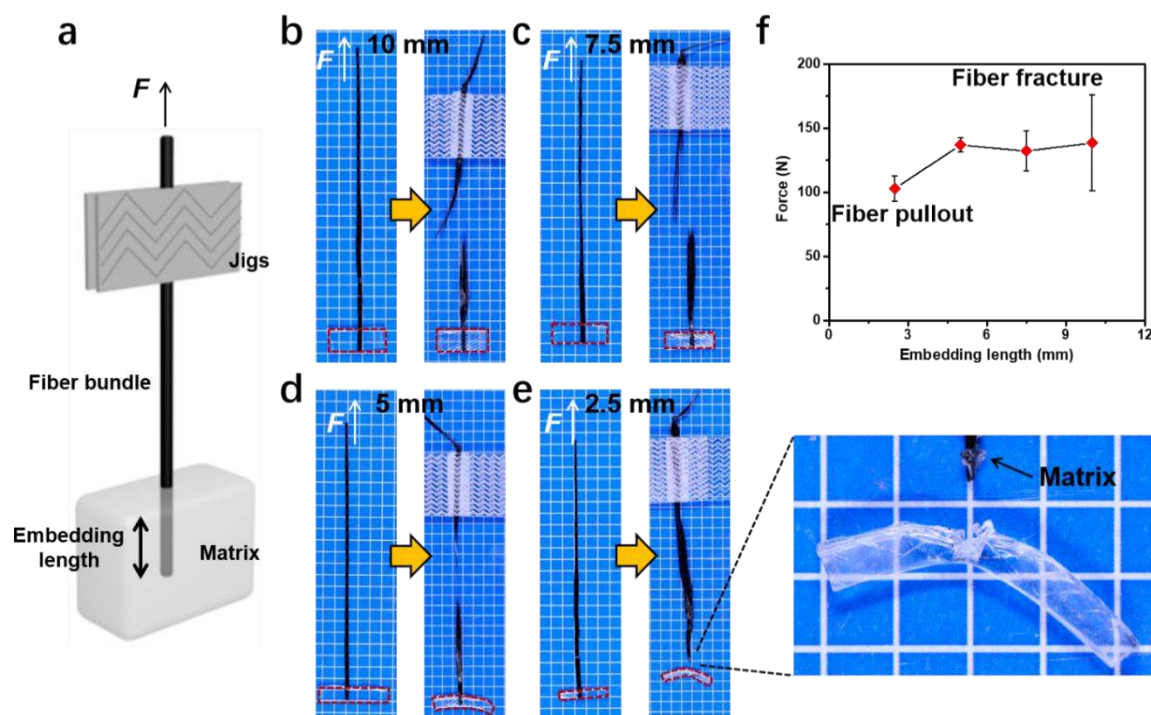 a
F
Jigs
Fiber bundle
Embedding
length
Matrix
b
F
10 mm
c
F
7.5 mm
d
F
5 mm
e
F
2.5 mm
Matrix
f
200
150
100
50
0
Force (N)
Fiber fracture
Fiber pullout
0 3 6 9 12
Embedding length (mm)